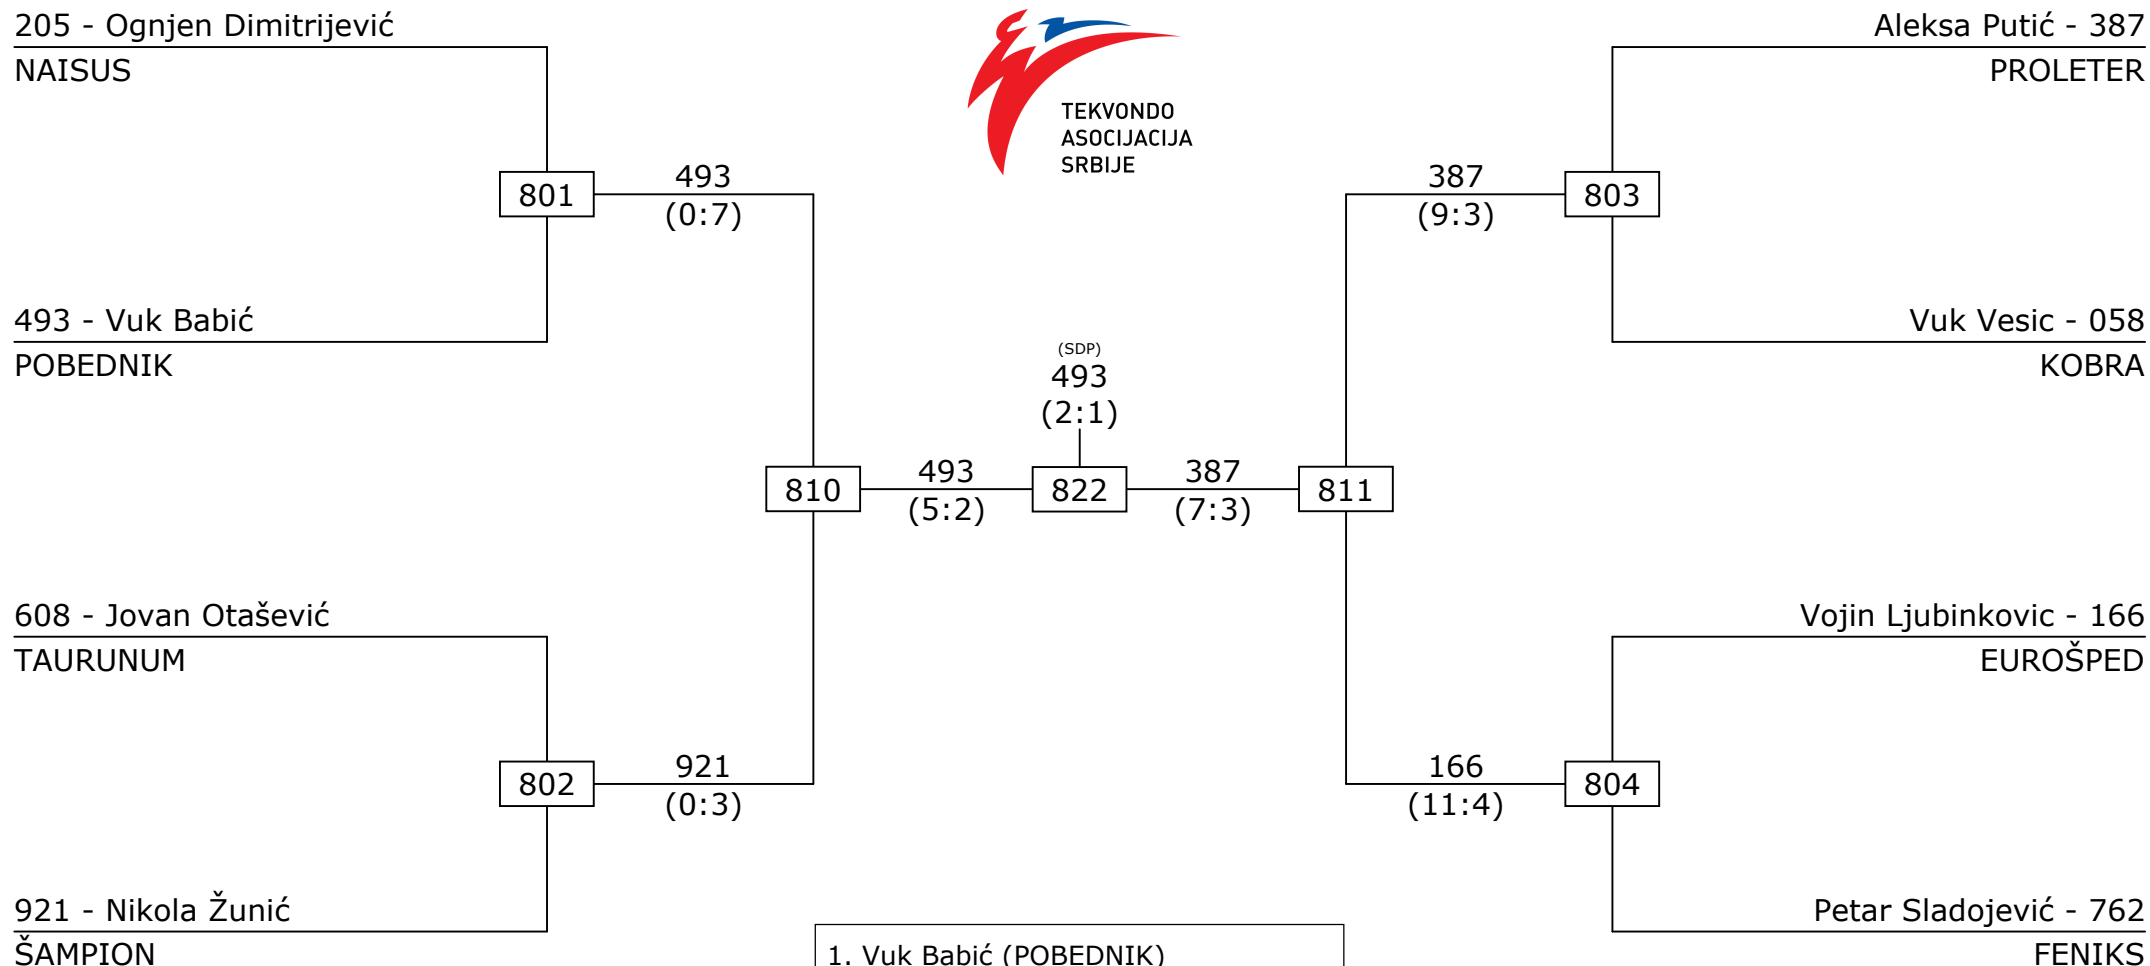 205 - Ognjen Dimitrijević
NAISUS
493 - Vuk Babić
POBEDNIK
608 - Jovan Otašević
TAURUNUM
921 - Nikola Žunić
ŠAMPION
801
493
(0:7)
802
921
(0:3)
810
493
(5:2)
TEKVONDO
ASOCIJACIJA
SRBIJE
(SDP)
493
(2:1)
822
387
(7:3)
811
387
(9:3)
803
166
(11:4)
804
Aleksa Putić - 387
PROLETER
Vuk Vesic - 058
KOBRA
Vojin Ljubinkovic - 166
EUROŠPED
Petar Sladojević - 762
FENIKS
1. Vuk Babić (POBEDNIK)